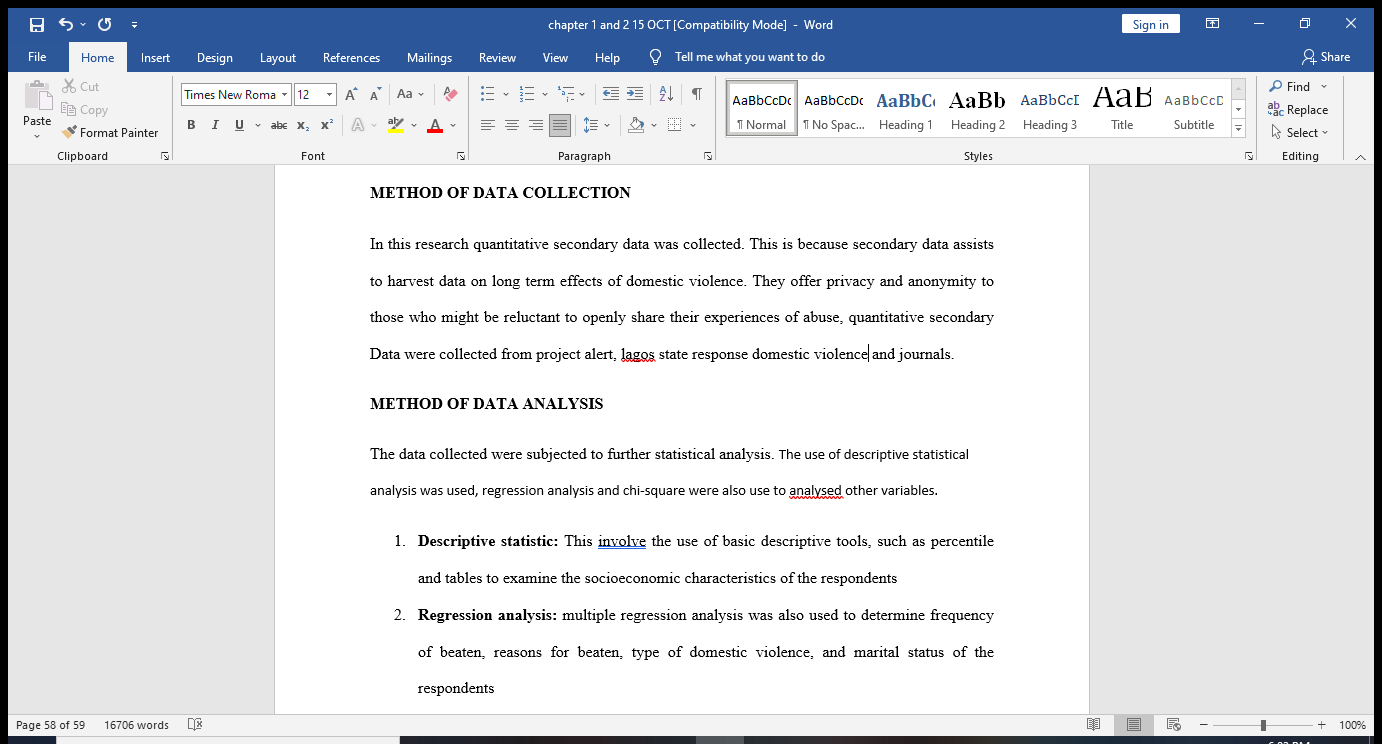 chapter 1 and 2 15 OCT [Compatibility Mode] - Word
Sign in
File Home Insert Design Layout References Mailings Review View Help Tell me what you want to do Share
Paste
Cut
Copy
Format Painter
Clipboard
Times New Roma 12
Font
Paragraph
AaBbCcDc AaBbCcDc AaBbC AaBb AaBbCcI AaB AaBbCcD
¶ Normal ¶ No Spac... Heading 1 Heading 2 Heading 3 Title Subtitle
Styles
Find
Replace
Select
Editing
METHOD OF DATA COLLECTION
In this research quantitative secondary data was collected. This is because secondary data assists
to harvest data on long term effects of domestic violence. They offer privacy and anonymity to
those who might be reluctant to openly share their experiences of abuse, quantitative secondary
Data were collected from project alert, lagos state response domestic violence and journals.
METHOD OF DATA ANALYSIS
The data collected were subjected to further statistical analysis. The use of descriptive statistical
analysis was used, regression analysis and chi-square were also use to analysed other variables.
1. Descriptive statistic: This involve the use of basic descriptive tools, such as percentile
and tables to examine the socioeconomic characteristics of the respondents
2. Regression analysis: multiple regression analysis was also used to determine frequency
of beaten, reasons for beaten, type of domestic violence, and marital status of the
respondents
Page 58 of 59 16706 words 100%